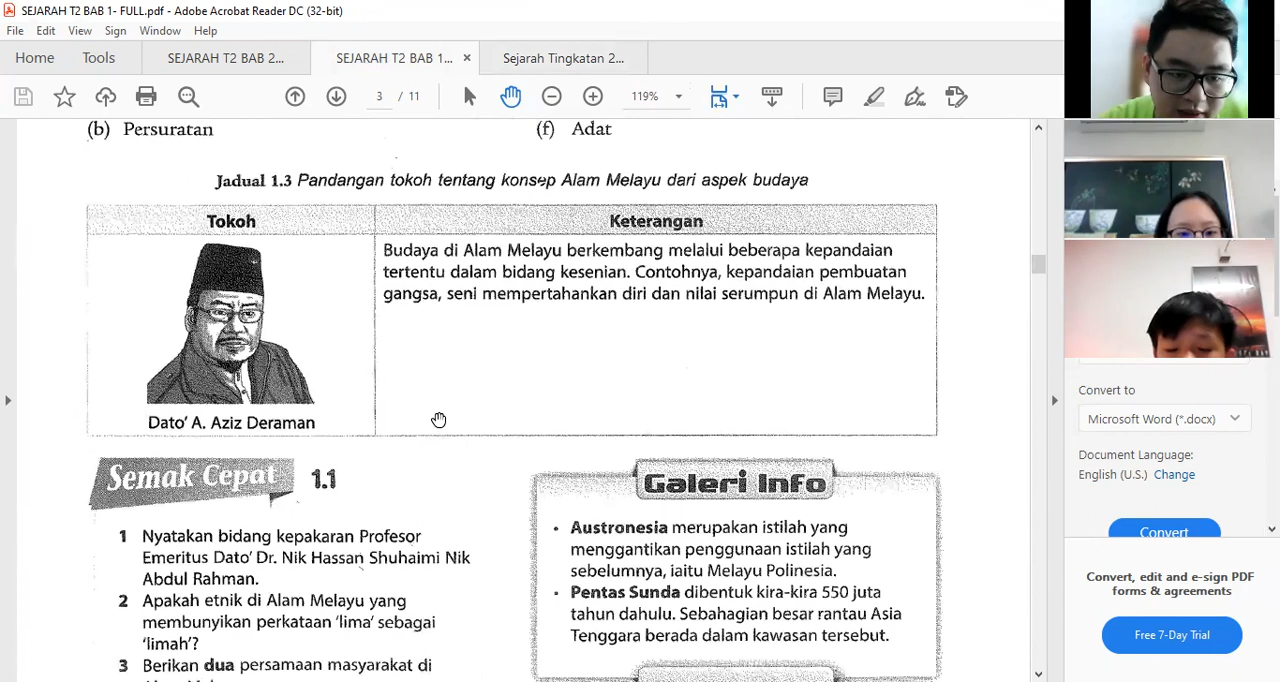 SEJARAH T2 BAB 1- FULL.pdf - Adobe Acrobat Reader DC (32-bit)
File Edit View Sign Window Help
Home Tools SEJARAH T2 BAB 2... SEJARAH T2 BAB 1... × Sejarah Tingkatan 2...
3 / 11 119%
(b) Persuratan (f) Adat
Jadual 1.3 Pandangan tokoh tentang konsep Alam Melayu dari aspek budaya
Tokoh Keterangan
Budaya di Alam Melayu berkembang melalui beberapa kepandaian
tertentu dalam bidang kesenian. Contohnya, kepandaian pembuatan
gangsa, seni mempertahankan diri dan nilai serumpun di Alam Melayu.
Dato' A. Aziz Deraman
Semak Cepat 1.1
1 Nyatakan bidang kepakaran Profesor
Emeritus Dato' Dr. Nik Hassan Shuhaimi Nik
Abdul Rahman.
2 Apakah etnik di Alam Melayu yang
membunyikan perkataan 'lima' sebagai
'limah'?
3 Berikan dua persamaan masyarakat di
Galeri Info
• Austronesia merupakan istilah yang
menggantikan penggunaan istilah yang
sebelumnya, iaitu Melayu Polinesia.
• Pentas Sunda dibentuk kira-kira 550 juta
tahun dahulu. Sebahagian besar rantau Asia
Tenggara berada dalam kawasan tersebut.
Convert to
Microsoft Word (*.docx)
Document Language:
English (U.S.) Change
Convert
Convert, edit and e-sign PDF
forms & agreements
Free 7-Day Trial